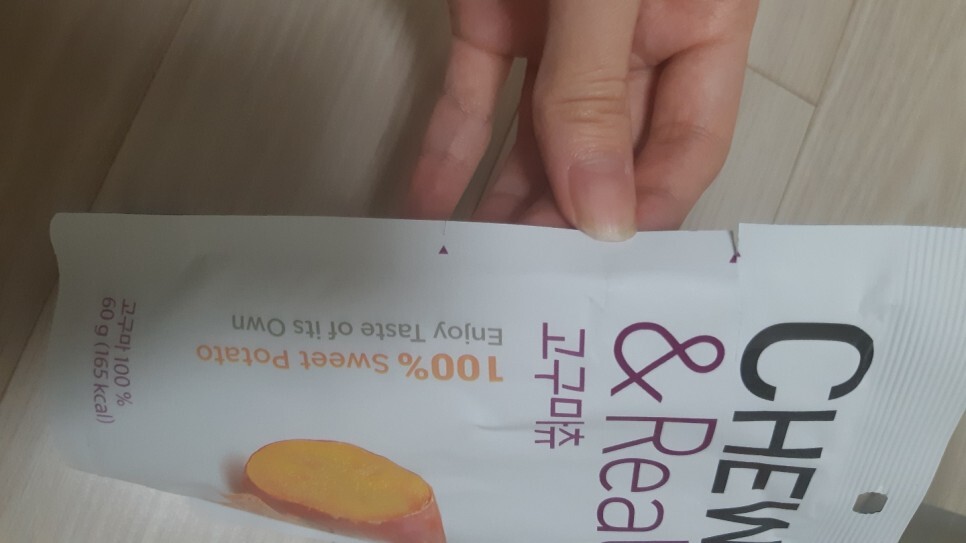 CHEW
& Real
고구마츄
100% Sweet Potato
Enjoy Taste of its Own
고구마 100%
60 g (165 kcal)